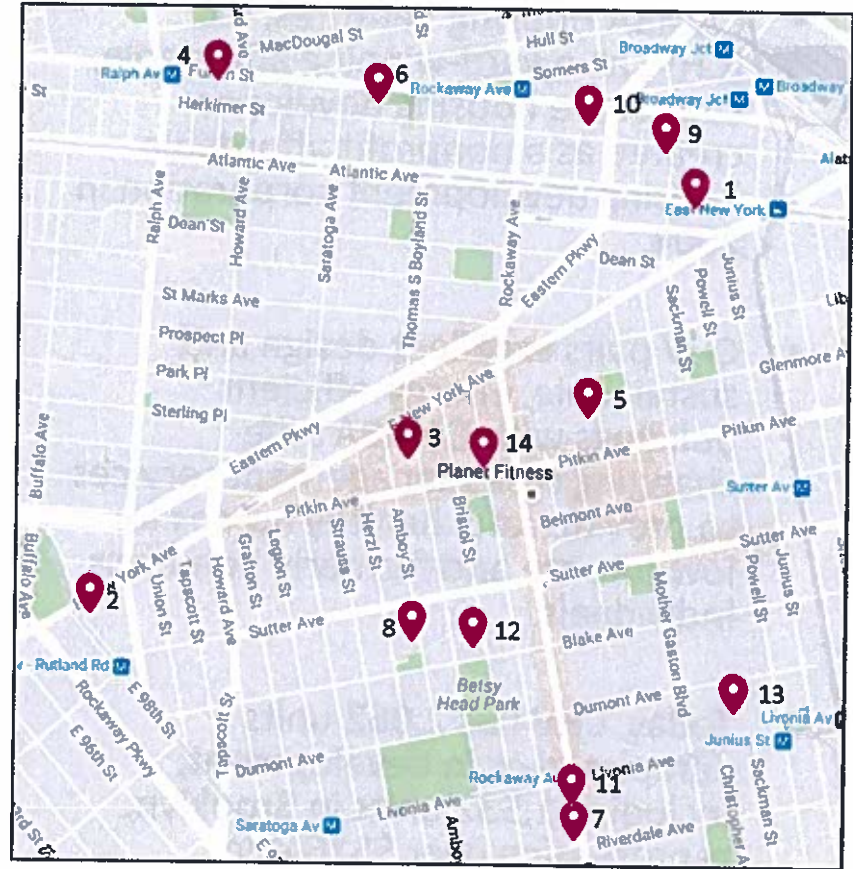 MacDougal St
Hull St
Broadway Jct
4
Ralph Av
St
6
Rockaway Ave
Somers St
St
Herkimer St
10
Broadway Jct
Broadway
9
Atlantic Ave
Atlantic Ave
1
East New York
Ralph Ave
Howard Ave
Saratoga Ave
Thomas S Boyland St
Rockaway Ave
Eastern Pkwy
Dean St
Dean St
Sackman St
Powell St
Junius St
St Marks Ave
Prospect Pl
Park Pl
Sterling Pl
Glenmore
E New York Ave
5
Buffalo Ave
Eastern Pkwy
3
14
Pitkin Ave
Pitkin Ave
Planet Fitness
Sutter Av
Pitkin Ave
Bristol St
Belmont Ave
Strauss St
Herzl St
Amboy St
Sutter Ave
Buffalo Ave
York Ave
2
Union St
Tapscott St
Howard Ave
Grafton St
Legion St
Sutter Ave
Sutter Ave
Mother Gaston Blvd
Powell St
Junius St
8
12
Blake Ave
Rutland Rd
Betsy
Head Park
13
Rockaway Pkwy
E 98th St
E 96th St
Tapscott St
Dumont Ave
Dumont Ave
Livonia Av
Junius St
Rockaway A
Livonia Ave
11
Livonia Ave
7
Riverdale Ave
Saratoga Av
Christopher A
Sackman St
Amboy